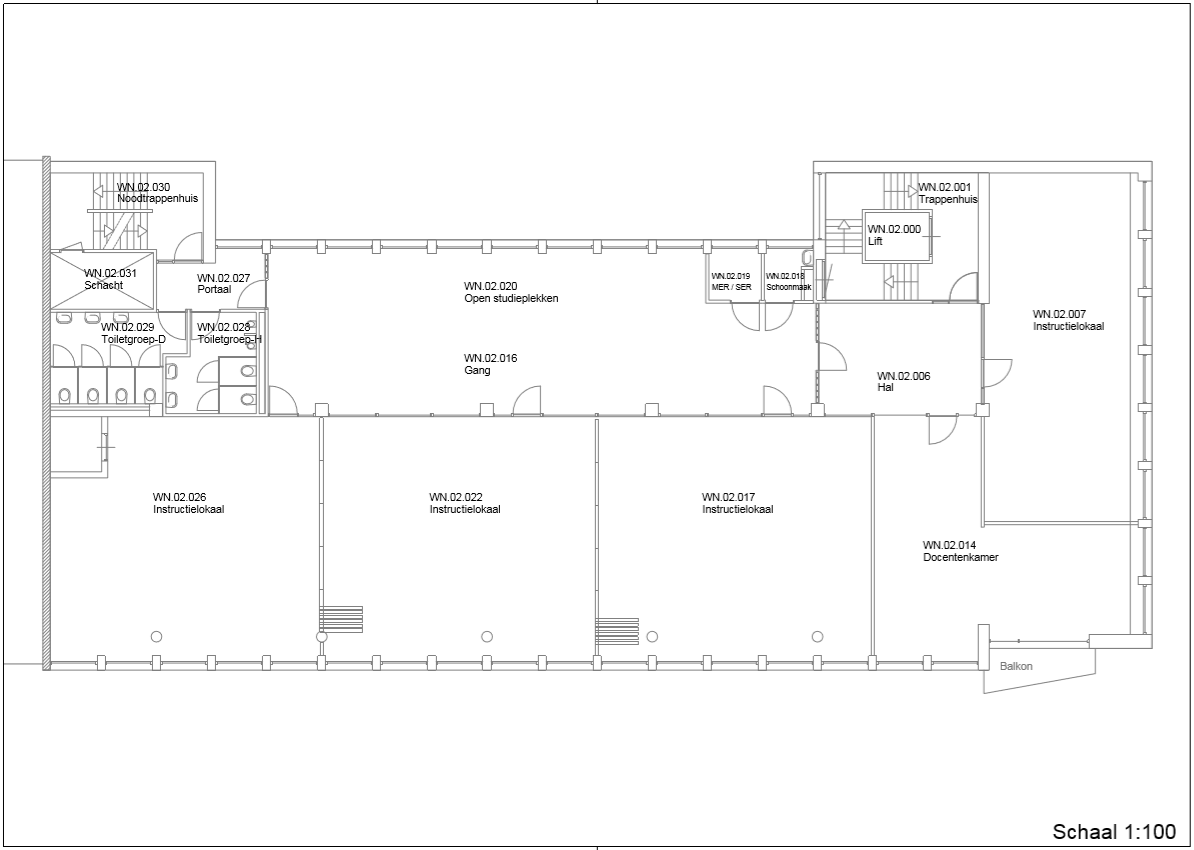 WN.02.030
Noodtrappenhuis
WN.02.001
Trappenhuis
WN.02.000
Lift
WN.02.031
Schacht
WN.02.027
Portaal
WN.02.020
Open studieplekken
WN.02.019
MER / SER
WN.02.018
Schoonmaak
WN.02.007
Instructielokaal
WN.02.029
Toiletgroep-D
WN.02.028
Toiletgroep-H
WN.02.016
Gang
WN.02.006
Hal
WN.02.026
Instructielokaal
WN.02.022
Instructielokaal
WN.02.017
Instructielokaal
WN.02.014
Docentenkamer
Balkon
Schaal 1:100